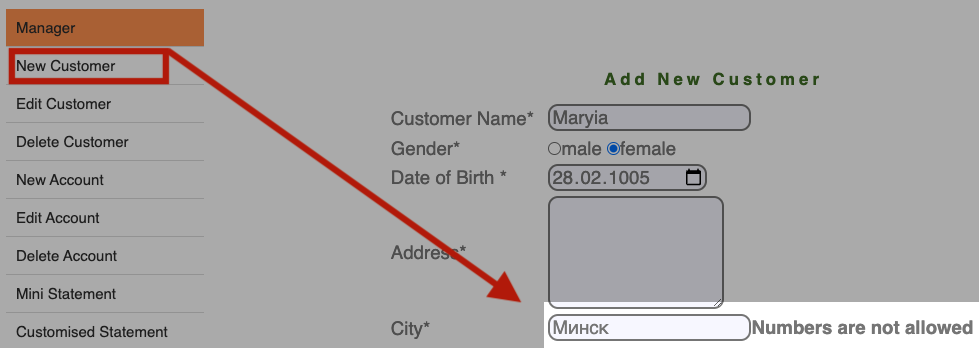 Manager
New Customer
Edit Customer
Delete Customer
New Account
Edit Account
Delete Account
Mini Statement
Customised Statement
Add New Customer
Customer Name* Maryia
Gender* male female
Date of Birth * 28.02.1005
Address*
City* Минск Numbers are not allowed